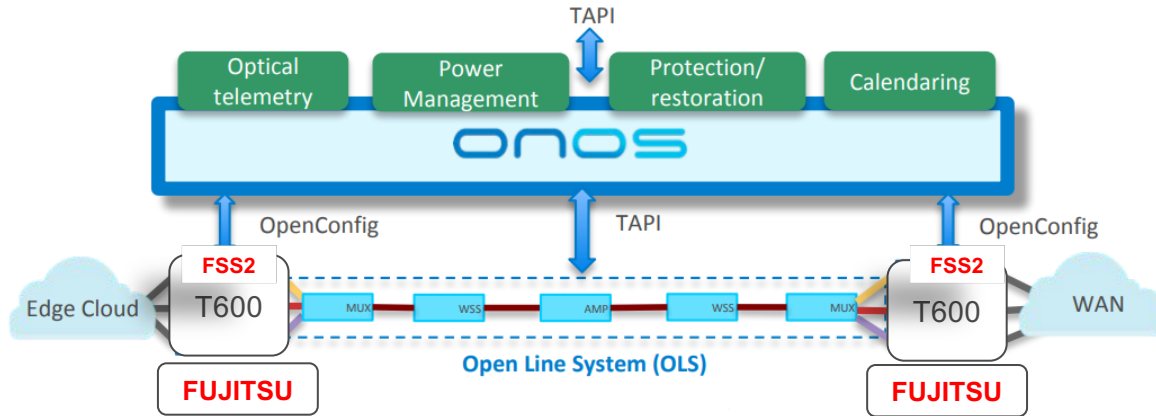 TAPI
Optical
telemetry
Power
Management
Protection/
restoration
Calendaring
onos
OpenConfig
TAPI
OpenConfig
FSS2
T600
FSS2
T600
Edge Cloud
MUX
WSS
AMP
WSS
MUX
WAN
Open Line System (OLS)
FUJITSU
FUJITSU